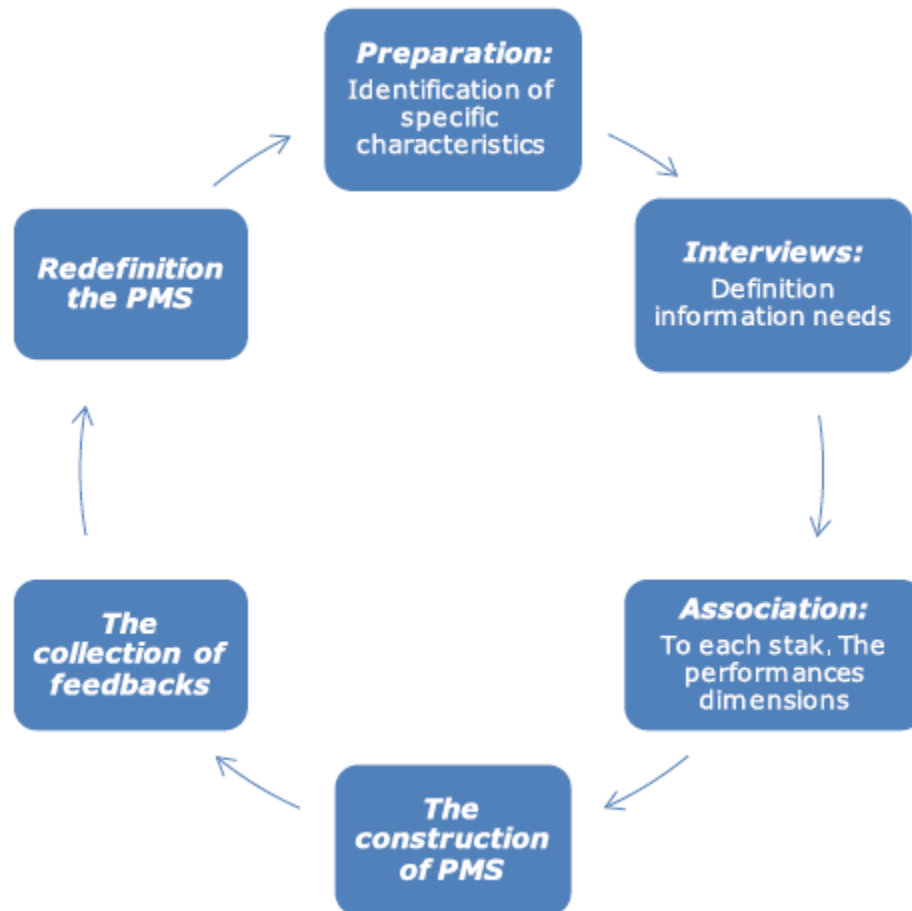 Preparation:
Identification of
specific
characteristics
Interviews:
Definition
information needs
Association:
To each stak. The
performances
dimensions
The
construction
of PMS
The
collection of
feedbacks
Redefinition
the PMS